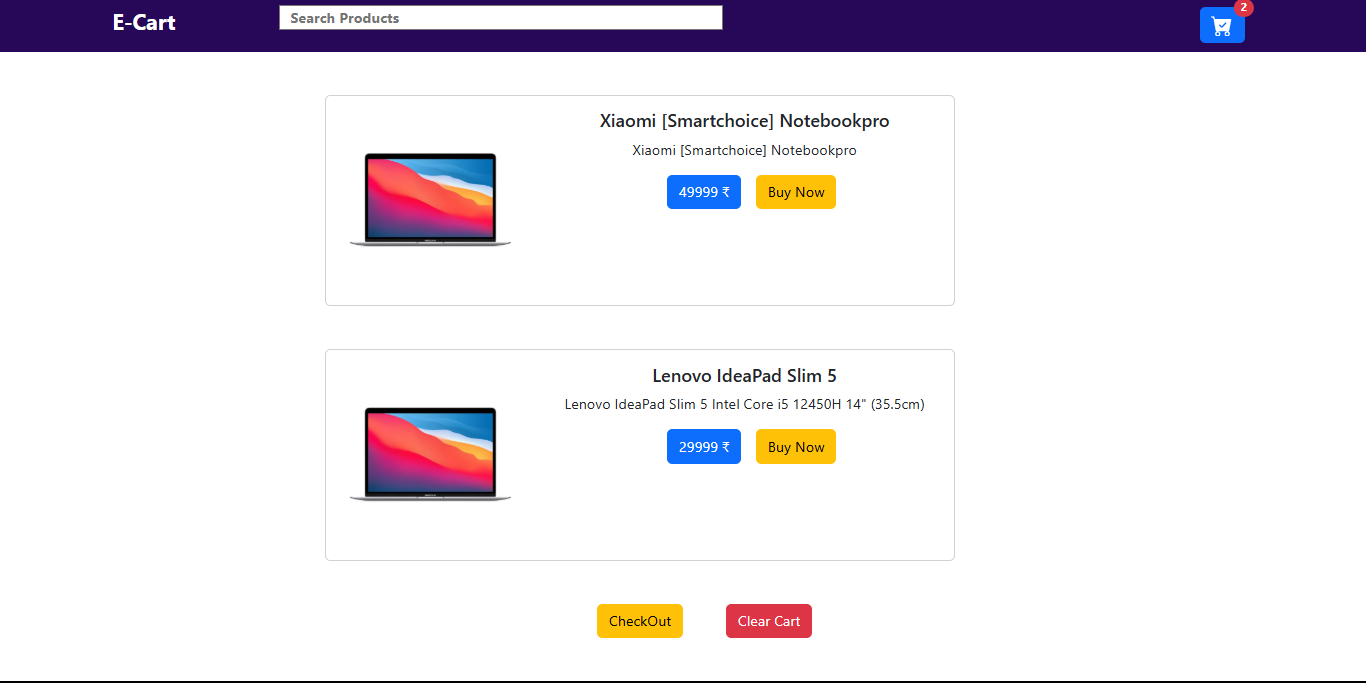 E-Cart
Search Products
2
Xiaomi [Smartchoice] Notebookpro
Xiaomi [Smartchoice] Notebookpro
49999 ₹
Buy Now
Lenovo IdeaPad Slim 5
Lenovo IdeaPad Slim 5 Intel Core i5 12450H 14" (35.5cm)
29999 ₹
Buy Now
CheckOut
Clear Cart